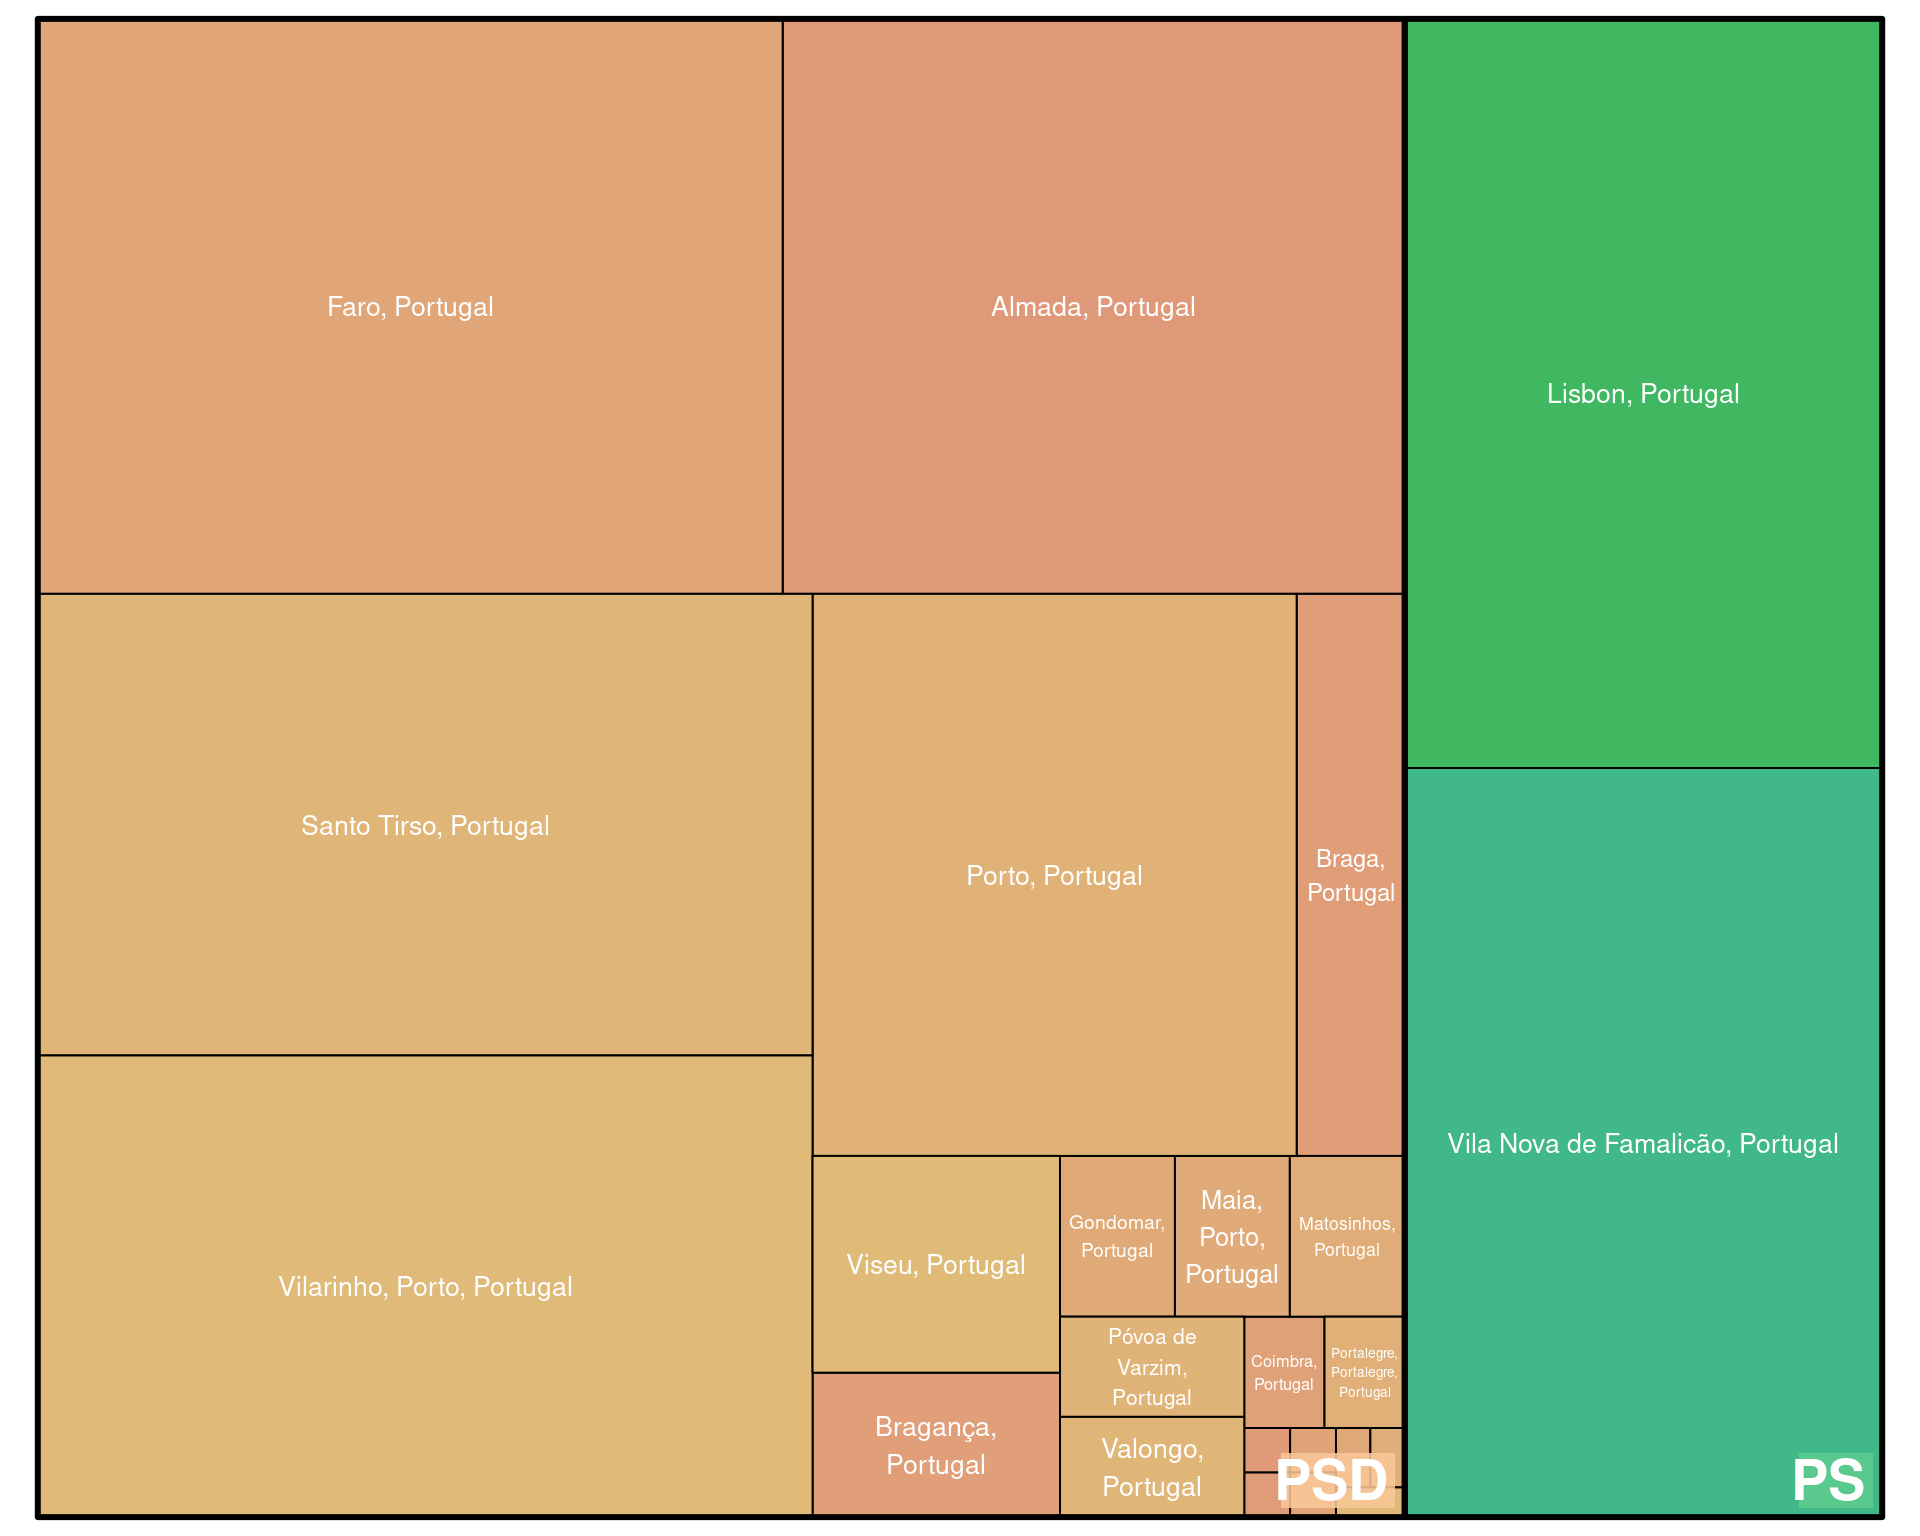 Faro, Portugal
Almada, Portugal
Lisbon, Portugal
Santo Tirso, Portugal
Porto, Portugal
Braga,
Portugal
Vila Nova de Famalicão, Portugal
Vilarinho, Porto, Portugal
Viseu, Portugal
Gondomar,
Portugal
Maia,
Porto,
Portugal
Matosinhos,
Portugal
Póvoa de
Varzim,
Portugal
Coimbra,
Portugal
Portalegre,
Portalegre,
Portugal
Bragança,
Portugal
Valongo,
Portugal
PSD
PS